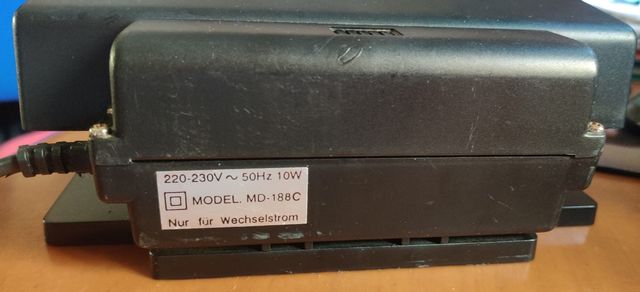 220-230V ~ 50Hz 10W
MODEL. MD-188C
Nur für Wechselstrom